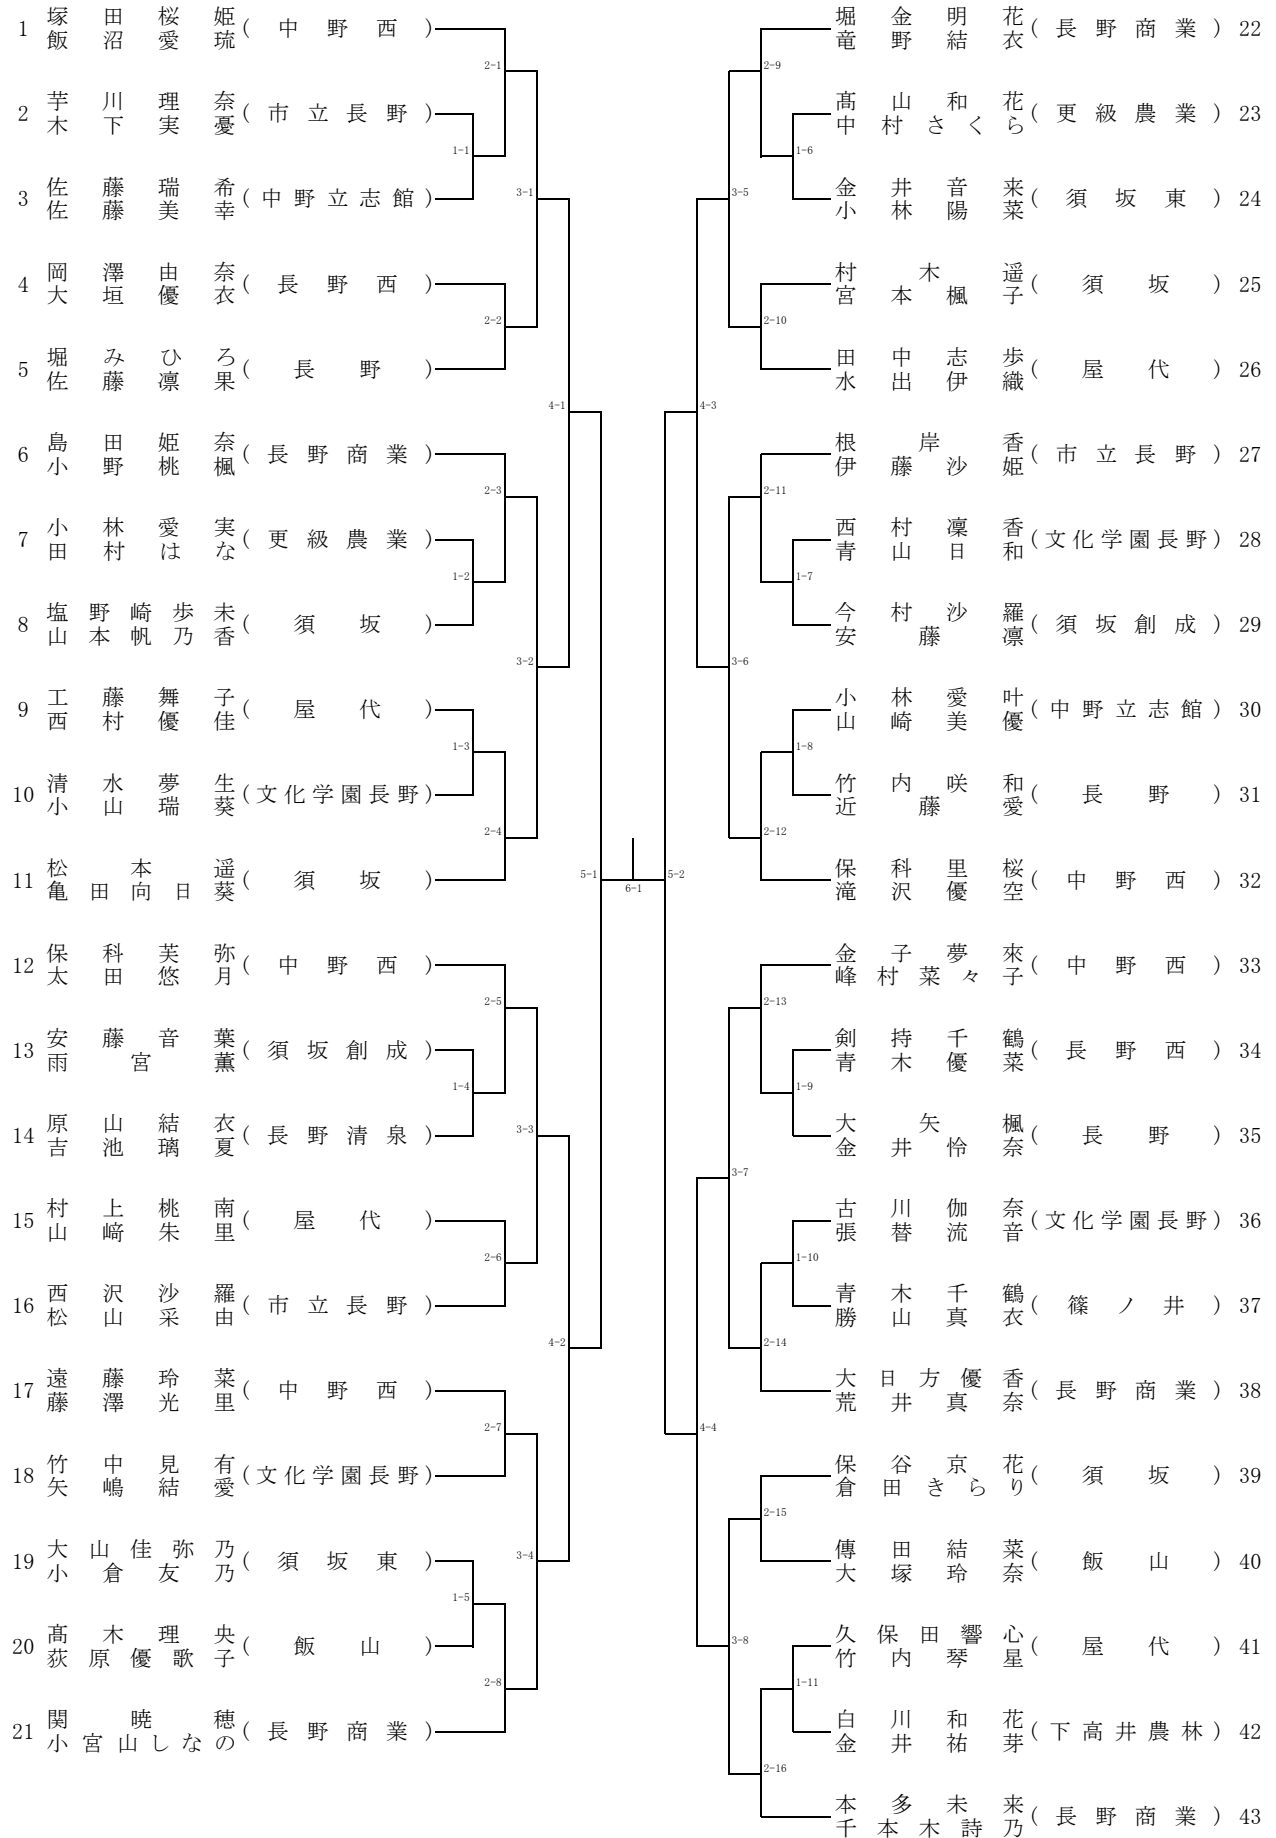 1 塚田桜姫 (中野西)
飯沼愛琉
2 芋川理奈 (市立長野)
木下実憂
3 佐藤瑞希 (中野立志館)
佐藤美幸
4 岡澤由奈 (長野西)
大垣優衣
5 堀みひろ (長野)
佐藤凛果
6 島田姫奈 (長野商業)
小野桃楓
7 小林愛実 (更級農業)
田村はな
8 塩野崎歩未 (須坂)
山本帆乃香
9 工藤舞子 (屋代)
西村優佳
10 清水夢生 (文化学園長野)
小山瑞葵
11 松本遥 (須坂)
亀田向日葵
12 保科芙弥 (中野西)
太田悠月
13 安藤音葉 (須坂創成)
雨宮薫
14 原山結衣 (長野清泉)
吉池璃夏
15 村上桃南 (屋代)
山﨑朱里
16 西沢沙羅 (市立長野)
松山采由
17 遠藤玲菜 (中野西)
藤澤光里
18 竹中見有 (文化学園長野)
矢嶋結愛
19 大山佳弥乃 (須坂東)
小倉友乃
20 髙木理央 (飯山)
荻原優歌子
21 関暁穂 (長野商業)
小宮山しなの
2-1
1-1
3-1
2-2
4-1
2-3
1-2
3-2
1-3
2-4
5-1
6-1
2-5
1-4
3-3
2-6
4-2
2-7
3-4
1-5
2-8
堀金明花 (長野商業) 22
竜野結衣
髙山和花 (更級農業) 23
中村さくら
金井音来 (須坂東) 24
小林陽菜
村木遥 (須坂) 25
宮本楓子
田中志歩 (屋代) 26
水出伊織
根岸香 (市立長野) 27
伊藤沙姫
西村凜香 (文化学園長野) 28
青山日和
今村沙羅 (須坂創成) 29
安藤凛
小林愛叶 (中野立志館) 30
山崎美優
竹内咲和 (長野) 31
近藤愛
保科里桜 (中野西) 32
滝沢優空
金子夢來 (中野西) 33
峰村菜々子
剣持千鶴 (長野西) 34
青木優菜
大矢楓 (長野) 35
金井怜奈
古川伽奈 (文化学園長野) 36
張替流音
青木千鶴 (篠ノ井) 37
勝山真衣
大日方優香 (長野商業) 38
荒井真奈
保谷京花 (須坂) 39
倉田きらり
傳田結菜 (飯山) 40
大塚玲奈
久保田響心 (屋代) 41
竹内琴星
白川和花 (下高井農林) 42
金井祐芽
本多未来 (長野商業) 43
千本木詩乃
2-9
1-6
3-5
2-10
4-3
2-11
1-7
3-6
1-8
2-12
5-2
2-13
1-9
3-7
1-10
2-14
4-4
2-15
3-8
1-11
2-16